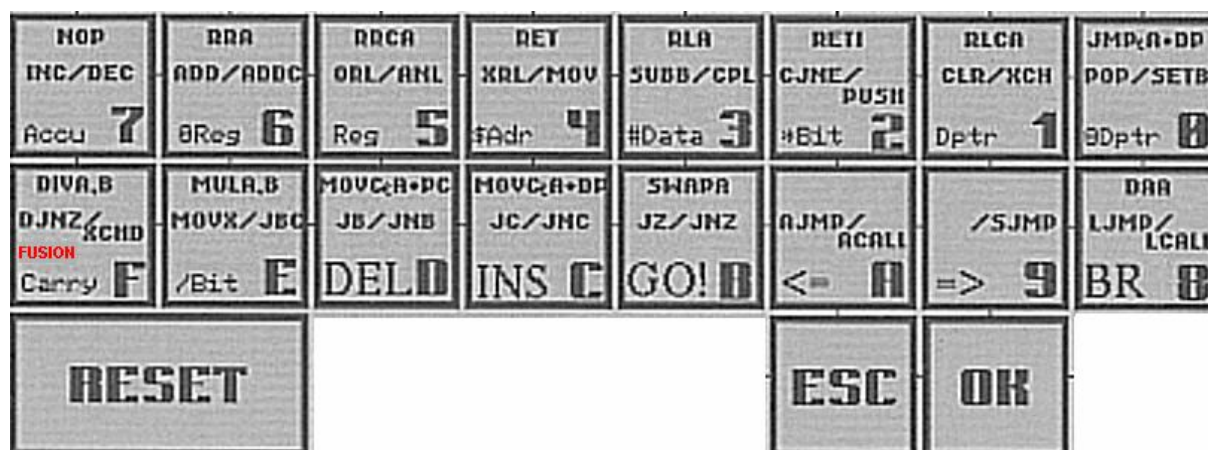 NOP RRA RRCA RET RLA RETI RLCA JMP¿A+DP
INC/DEC ADD/ADDC ORL/ANL XRL/MOV SUBB/CPL CJNE/ CLR/XCH POP/SETB
PUSH
Accu 7 @Reg 6 Reg 5 $Adr 4 #Data 3 *Bit 2 Dptr 1 @Dptr 0
DIVA,B MULA,B MOVC¿A+PC MOVC¿A+DP SWAPA DAA
DJNZ/ MOVX/JBC JB/JNB JC/JNC JZ/JNZ AJMP/ /SJMP LJMP/
XCHD ACALL LCALL
FUSION
Carry F /Bit E DEL D INS C GO! B <= A => 9 BR 8
RESET ESC OK